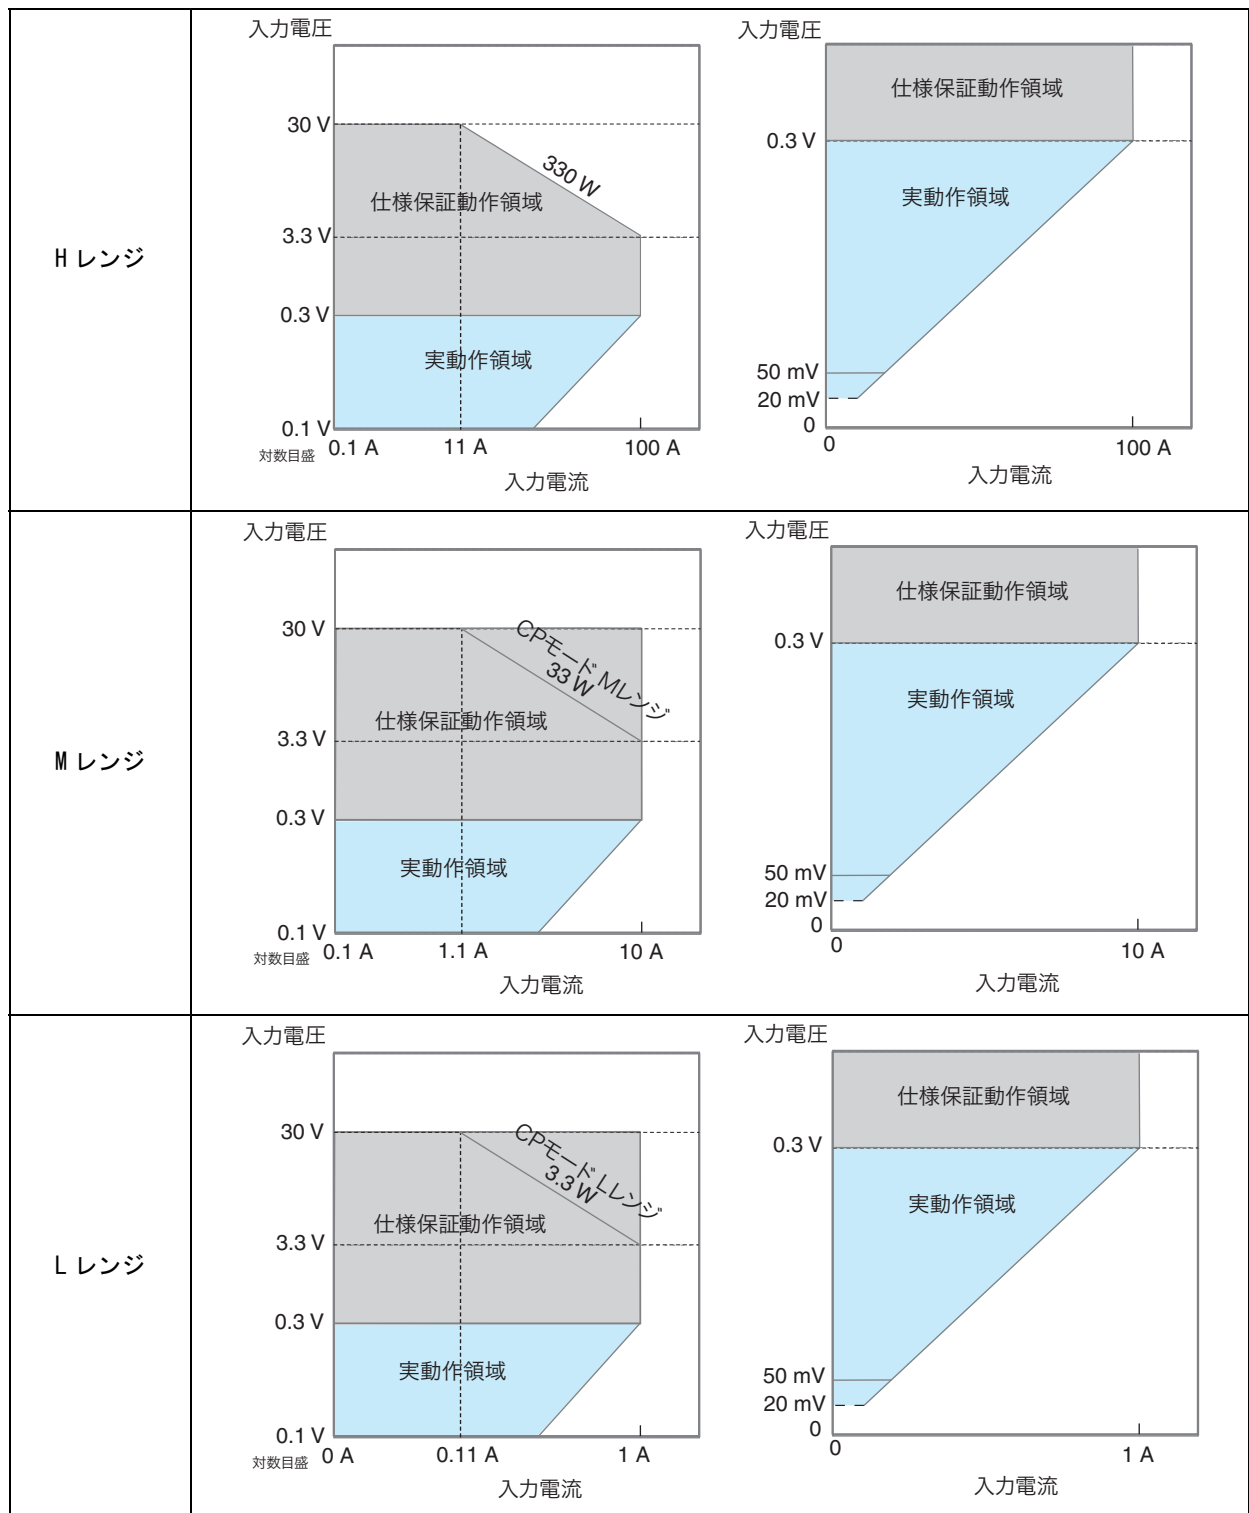 H レンジ
入力電圧
30 V
330 W
仕様保証動作領域
3.3 V
0.3 V
実動作領域
0.1 V
対数目盛
0.1 A
11 A
100 A
入力電流
入力電圧
仕様保証動作領域
0.3 V
実動作領域
50 mV
20 mV
0
0
100 A
入力電流
M レンジ
入力電圧
30 V
CPモード Mレンジ
33 W
仕様保証動作領域
3.3 V
0.3 V
実動作領域
0.1 V
対数目盛
0.1 A
1.1 A
10 A
入力電流
入力電圧
仕様保証動作領域
0.3 V
実動作領域
50 mV
20 mV
0
0
10 A
入力電流
L レンジ
入力電圧
30 V
CPモード Lレンジ
3.3 W
仕様保証動作領域
3.3 V
0.3 V
実動作領域
0.1 V
対数目盛
0 A
0.11 A
1 A
入力電流
入力電圧
仕様保証動作領域
0.3 V
実動作領域
50 mV
20 mV
0
0
1 A
入力電流